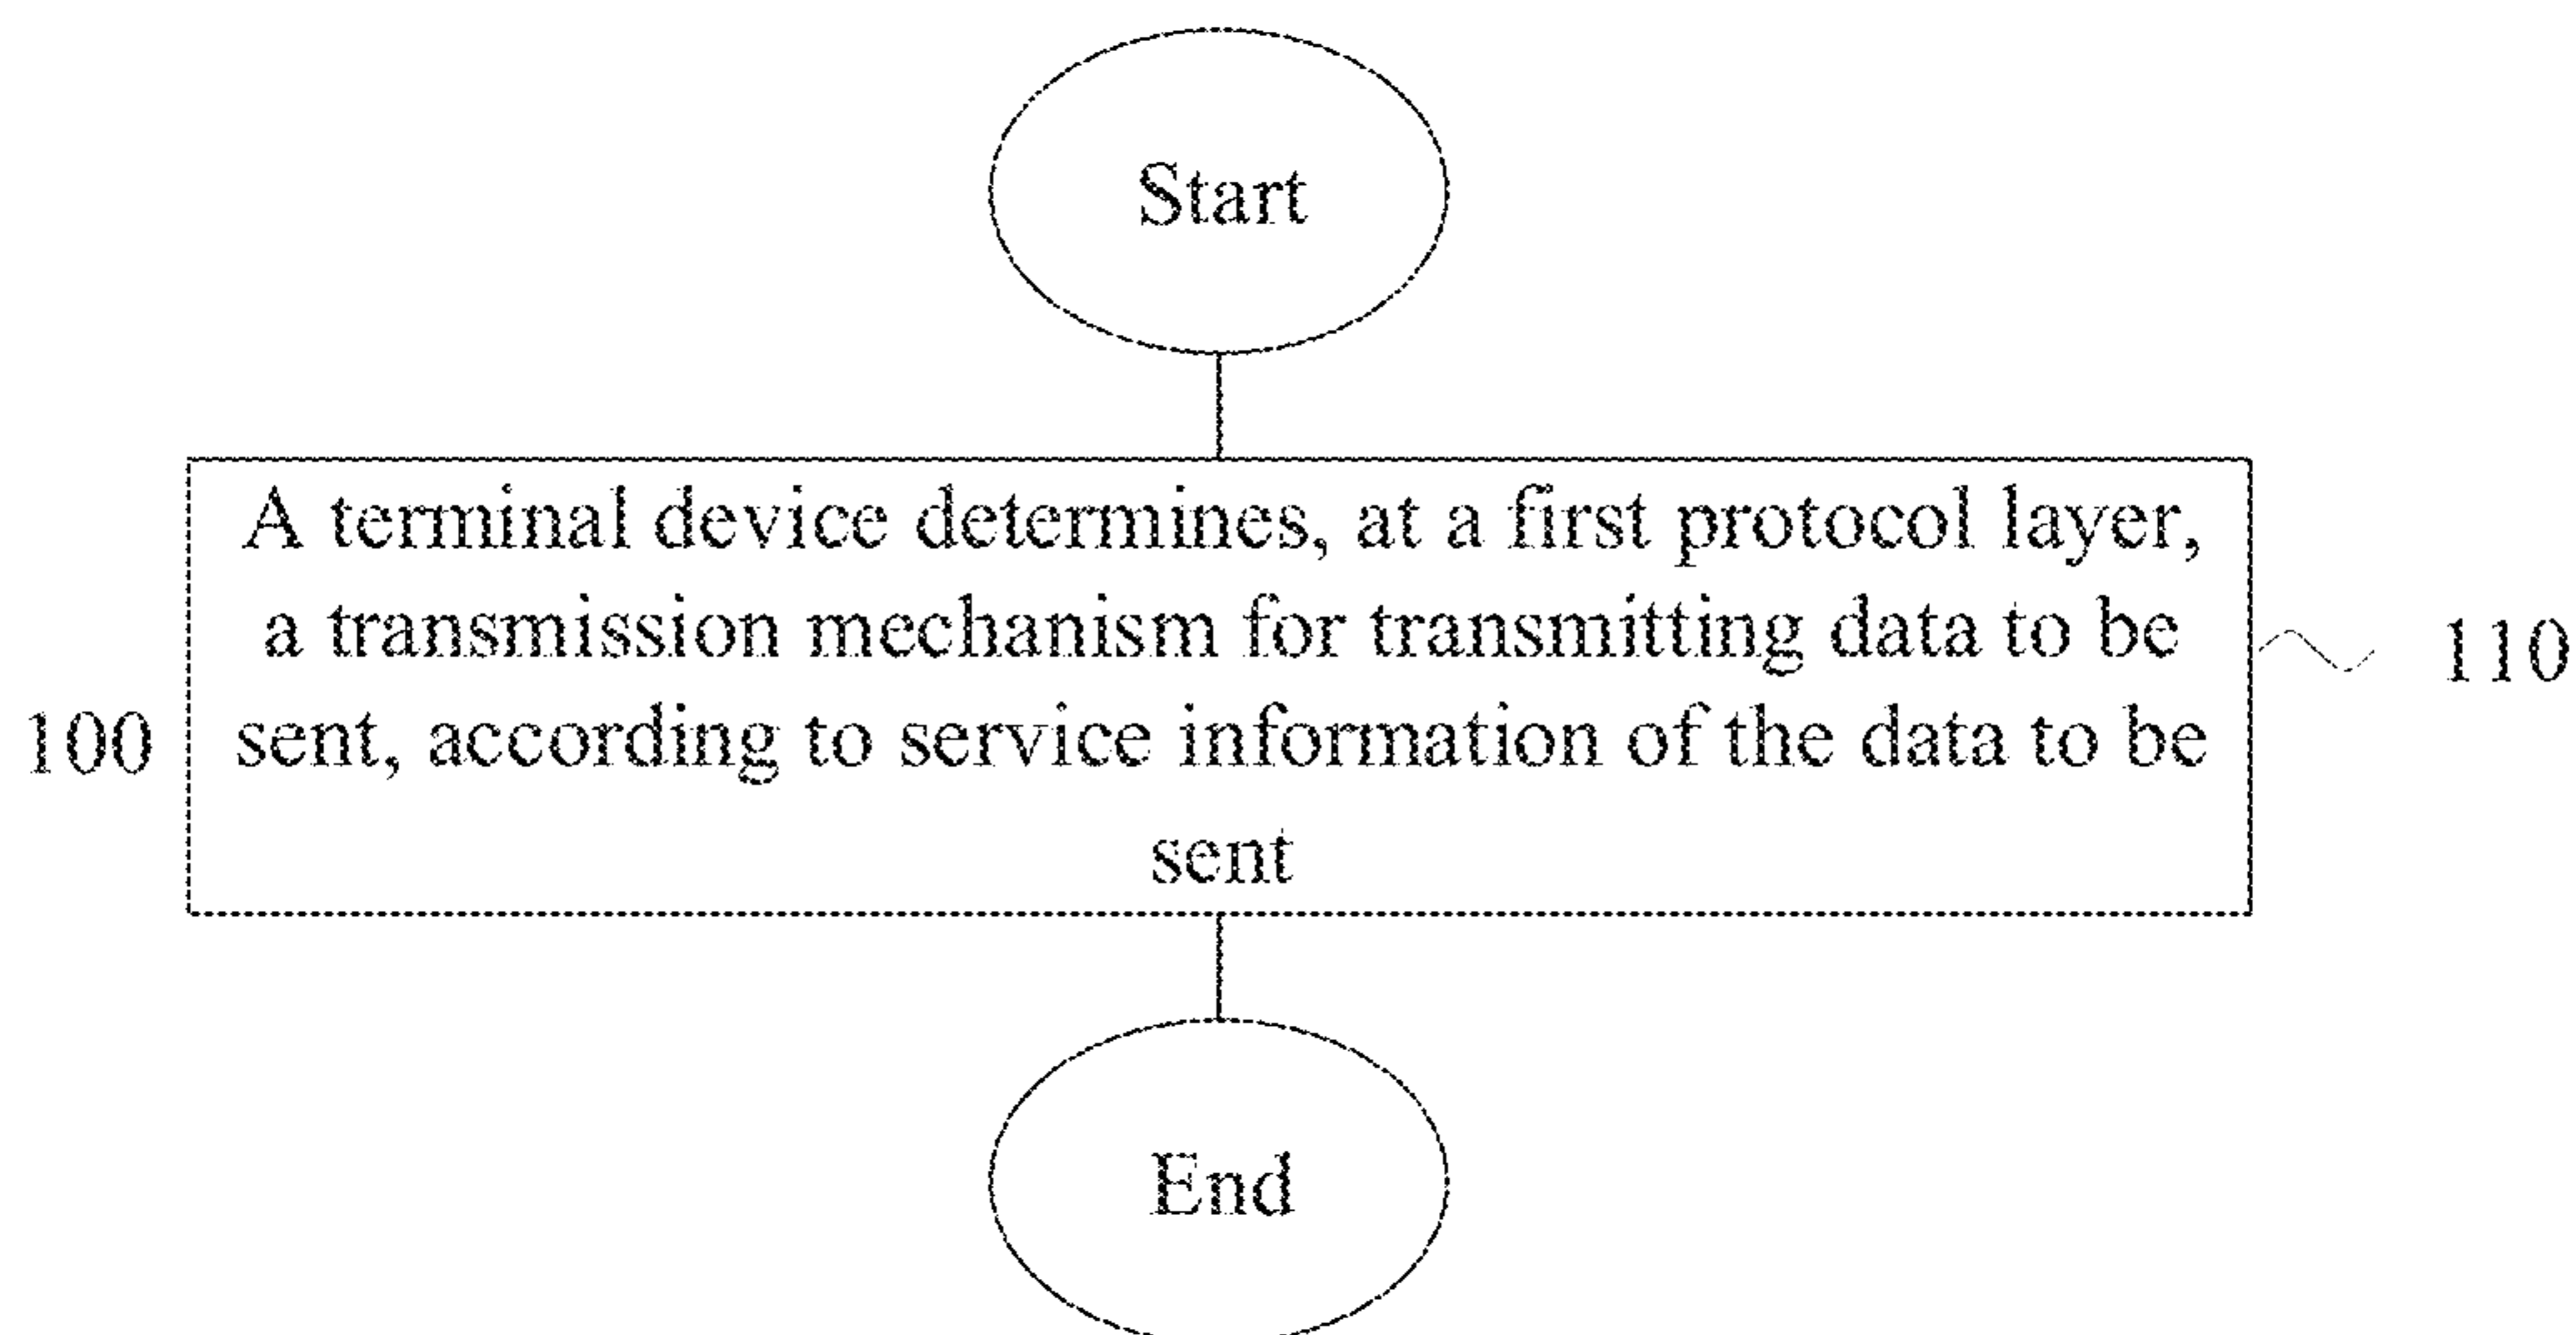 Start
A terminal device determines, at a first protocol layer,
a transmission mechanism for transmitting data to be
110
100
sent, according to service information of the data to be
sent
End